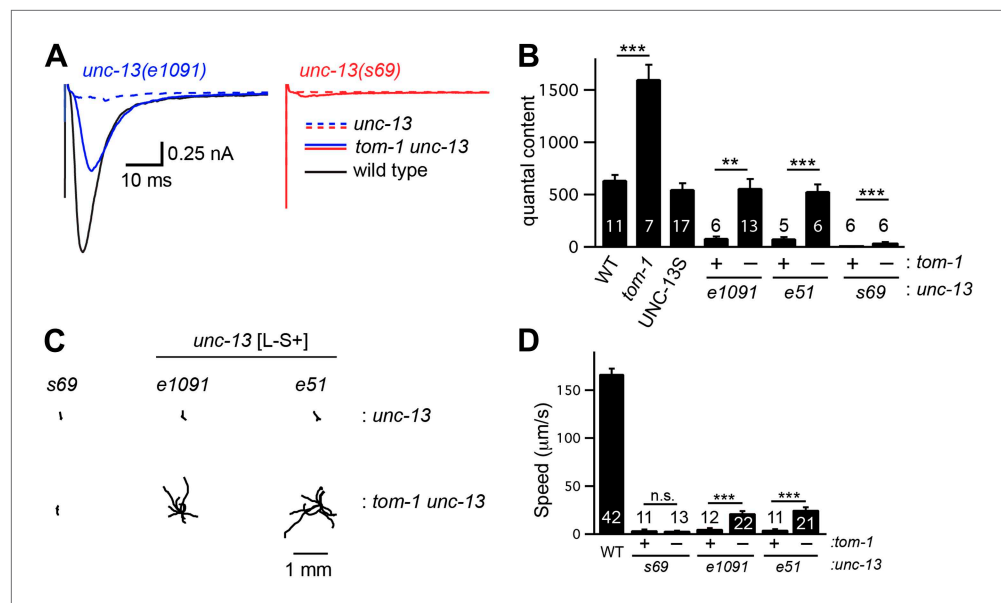 A
unc-13(e1091)
unc-13(s69)
unc-13
tom-1 unc-13
wild type
0.25 nA
10 ms
B
quantal content
1500
1000
500
0
***
**
***
***
11
7
17
6
13
5
6
6
6
+ − + − + − : tom-1
WT
tom-1
UNC-13S
e1091 e51 s69 : unc-13
C
unc-13 [L-S+]
s69 e1091 e51
: unc-13
: tom-1 unc-13
1 mm
D
Speed (μm/s)
150
100
50
0
n.s. *** ***
42 11 13 12 22 11 21
WT + − + − + − :tom-1
s69 e1091 e51 :unc-13